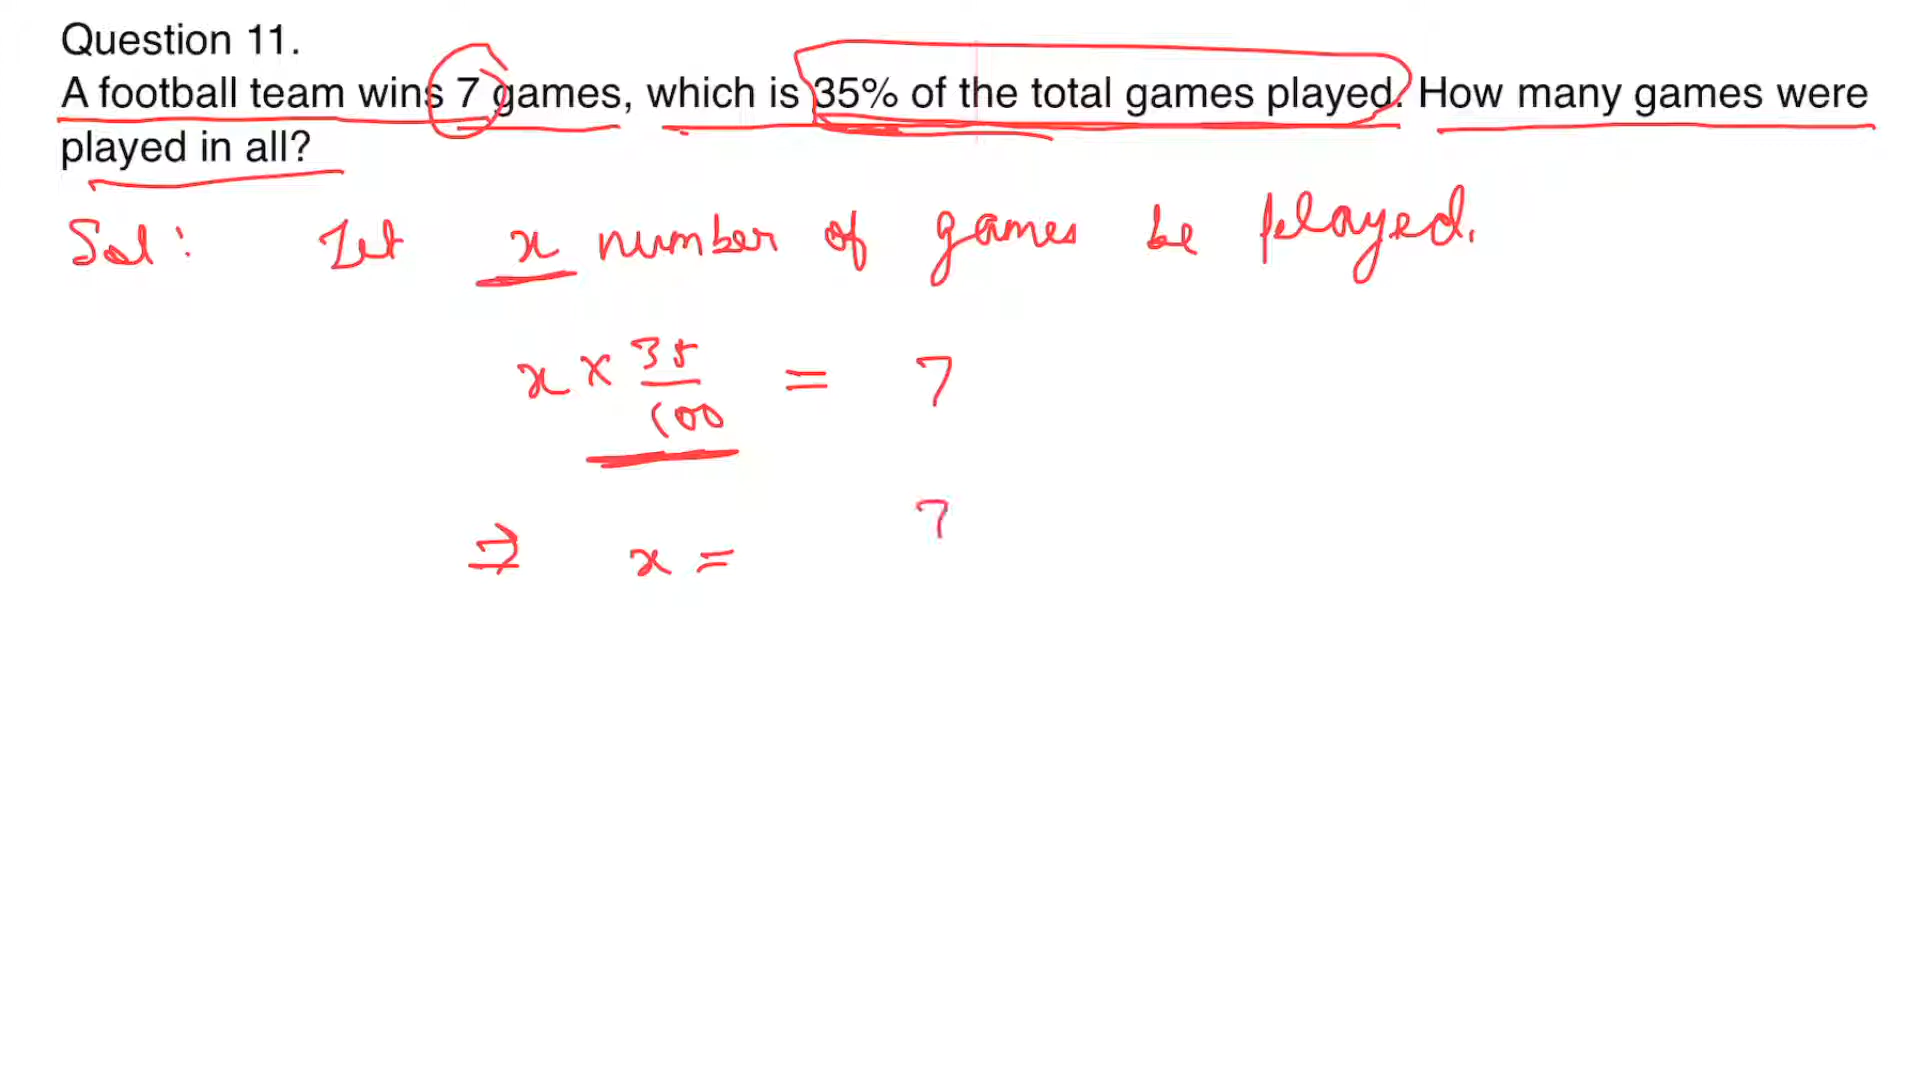 Question 11.
A football team wins 7 games, which is 35% of the total games played. How many games were
played in all?
Sol: Let x number of games be played.
x × 35/100 = 7
⇒ x = 7